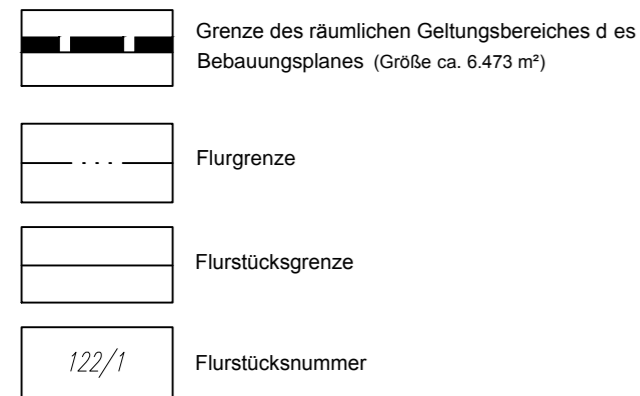 Grenze des räumlichen Geltungsbereiches d es
Bebauungsplanes (Größe ca. 6.473 m²)
Flurgrenze
Flurstücksgrenze
122/1
Flurstücksnummer